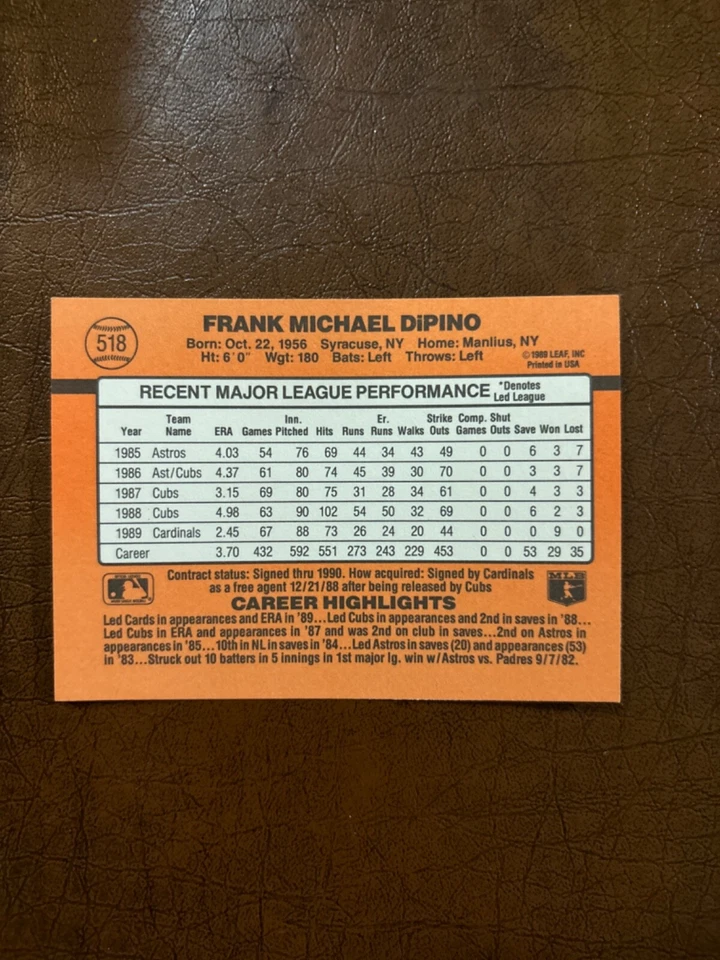 518
FRANK MICHAEL DiPINO
Born: Oct. 22, 1956 Syracuse, NY Home: Manlius, NY
Ht: 6'0" Wgt: 180 Bats: Left Throws: Left
©1989 LEAF, INC
Printed in USA
RECENT MAJOR LEAGUE PERFORMANCE *Denotes Led League
Year Team Name ERA Games Inn. Pitched Hits Runs Er. Runs Walks Strike Outs Comp. Games Shut Outs Save Won Lost
1985 Astros 4.03 54 76 69 44 34 43 49 0 0 6 3 7
1986 Ast/Cubs 4.37 61 80 74 45 39 30 70 0 0 3 3 7
1987 Cubs 3.15 69 80 75 31 28 34 61 0 0 4 3 3
1988 Cubs 4.98 63 90 102 54 50 32 69 0 0 6 2 3
1989 Cardinals 2.45 67 88 73 26 24 20 44 0 0 0 9 0
Career 3.70 432 592 551 273 243 229 453 0 0 53 29 35
Contract status: Signed thru 1990. How acquired: Signed by Cardinals
as a free agent 12/21/88 after being released by Cubs
MLB
CAREER HIGHLIGHTS
Led Cards in appearances and ERA in '89...Led Cubs in appearances and 2nd in saves in '88...
Led Cubs in ERA and appearances in '87 and was 2nd on club in saves...2nd on Astros in
appearances in '85...10th in NL in saves in '84...Led Astros in saves (20) and appearances (53)
in '83...Struck out 10 batters in 5 innings in 1st major lg. win w/Astros vs. Padres 9/7/82.